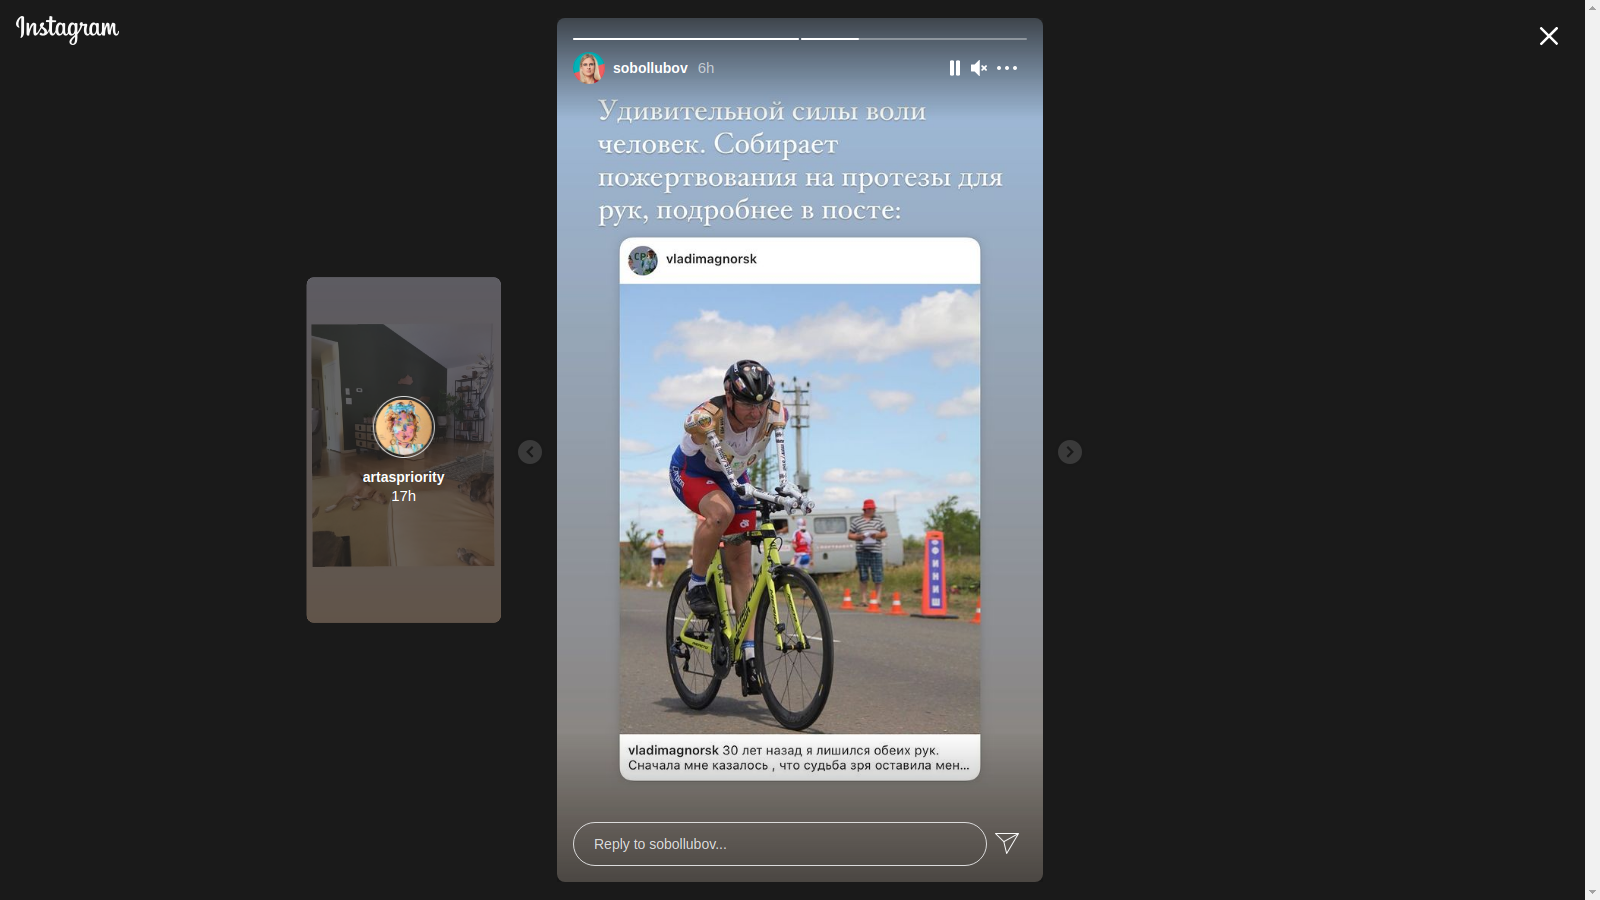 Instagram
sobollubov 6h
Удивительной силы воли
человек. Собирает
пожертвования на протезы для
рук, подробнее в посте:
vladimagnorsk
ФИНИШ
vladimagnorsk 30 лет назад я лишился обеих рук.
Сначала мне казалось , что судьба зря оставила мен...
artaspriority
17h
Reply to sobollubov...